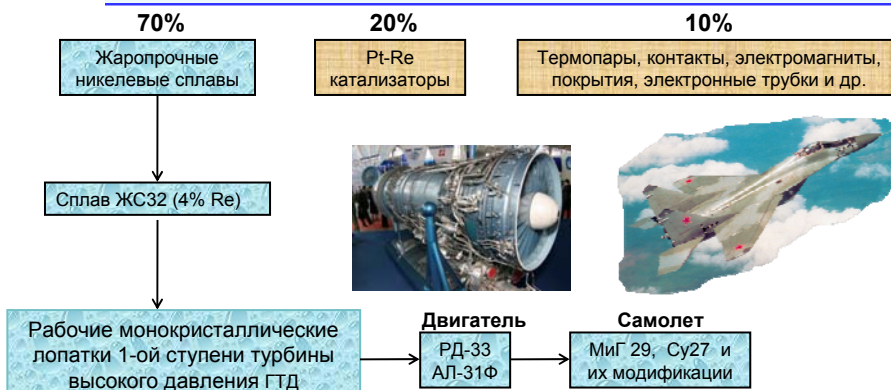 70%
20%
10%
Жаропрочные
никелевые сплавы
Pt-Re
катализаторы
Термопары, контакты, электромагниты,
покрытия, электронные трубки и др.
Сплав ЖС32 (4% Re)
Рабочие монокристаллические
лопатки 1-ой ступени турбины
высокого давления ГТД
Двигатель
РД-33
АЛ-31Ф
Самолет
МиГ 29, Су27 и
их модификации